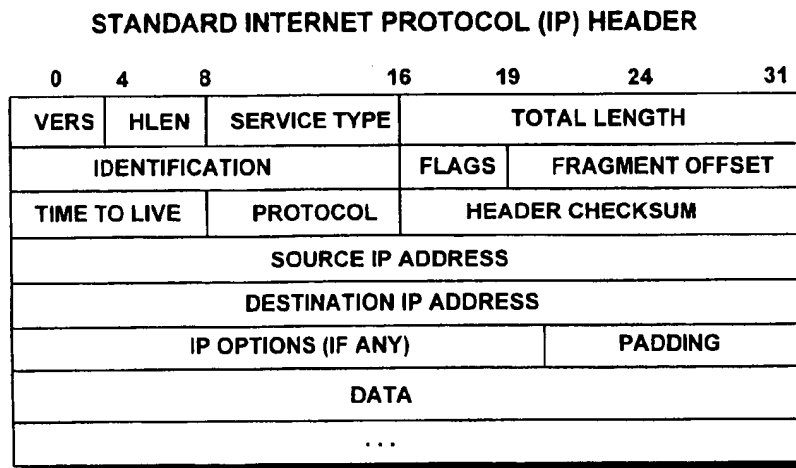 STANDARD INTERNET PROTOCOL (IP) HEADER
0 4 8 16 19 24 31
VERS HLEN SERVICE TYPE TOTAL LENGTH
IDENTIFICATION FLAGS FRAGMENT OFFSET
TIME TO LIVE PROTOCOL HEADER CHECKSUM
SOURCE IP ADDRESS
DESTINATION IP ADDRESS
IP OPTIONS (IF ANY) PADDING
DATA
...